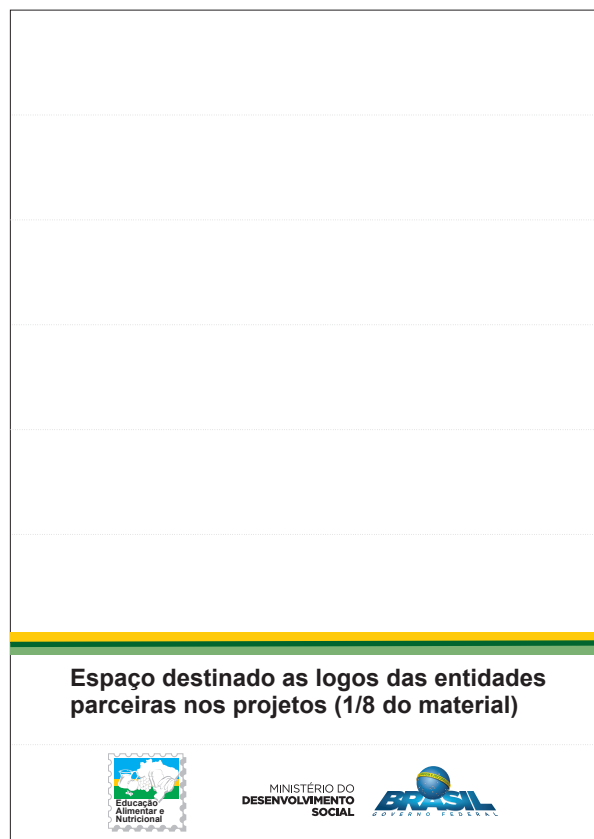 Espaço destinado as logos das entidades
parceiras nos projetos (1/8 do material)
Educação
Alimentar e
Nutricional
MINISTÉRIO DO
DESENVOLVIMENTO
SOCIAL
BRASIL
GOVERNO FEDERAL